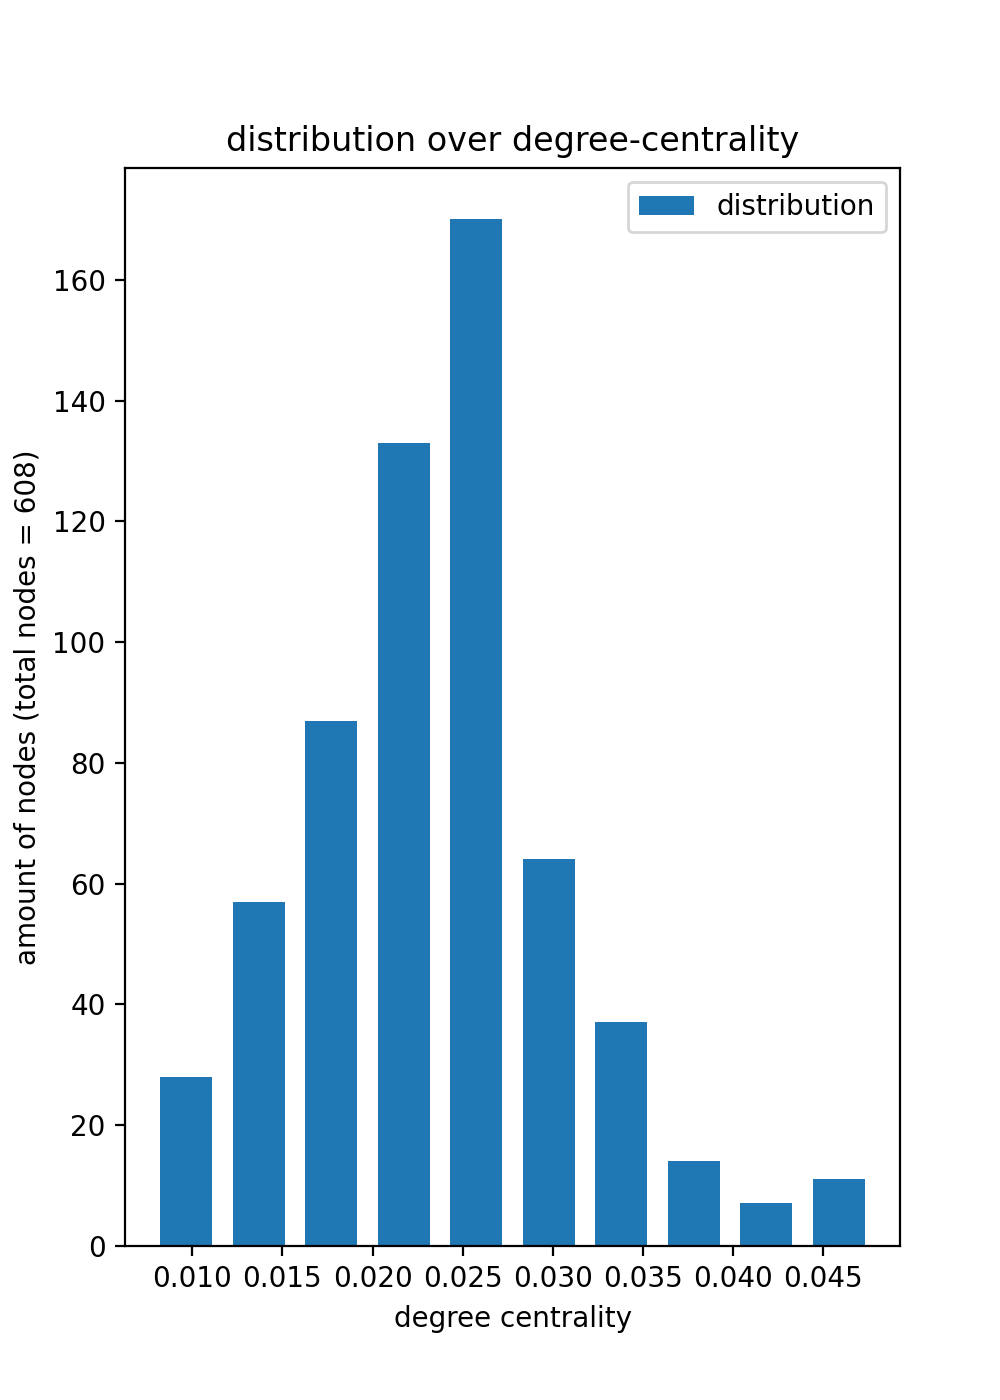 distribution over degree-centrality
distribution
160
140
120
100
80
60
40
20
0
amount of nodes (total nodes = 608)
0.010 0.015 0.020 0.025 0.030 0.035 0.040 0.045
degree centrality